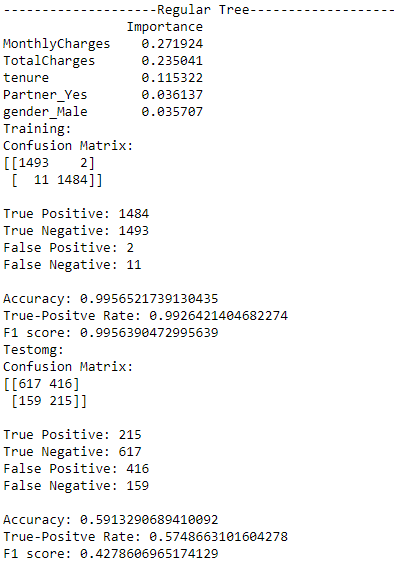 --------------------Regular Tree-------------------
Importance
MonthlyCharges 0.271924
TotalCharges 0.235041
tenure 0.115322
Partner_Yes 0.036137
gender_Male 0.035707
Training:
Confusion Matrix:
[[1493 2]
[ 11 1484]]
True Positive: 1484
True Negative: 1493
False Positive: 2
False Negative: 11
Accuracy: 0.9956521739130435
True-Positve Rate: 0.9926421404682274
F1 score: 0.9956390472995639
Testomg:
Confusion Matrix:
[[617 416]
[159 215]]
True Positive: 215
True Negative: 617
False Positive: 416
False Negative: 159
Accuracy: 0.5913290689410092
True-Positve Rate: 0.5748663101604278
F1 score: 0.4278606965174129